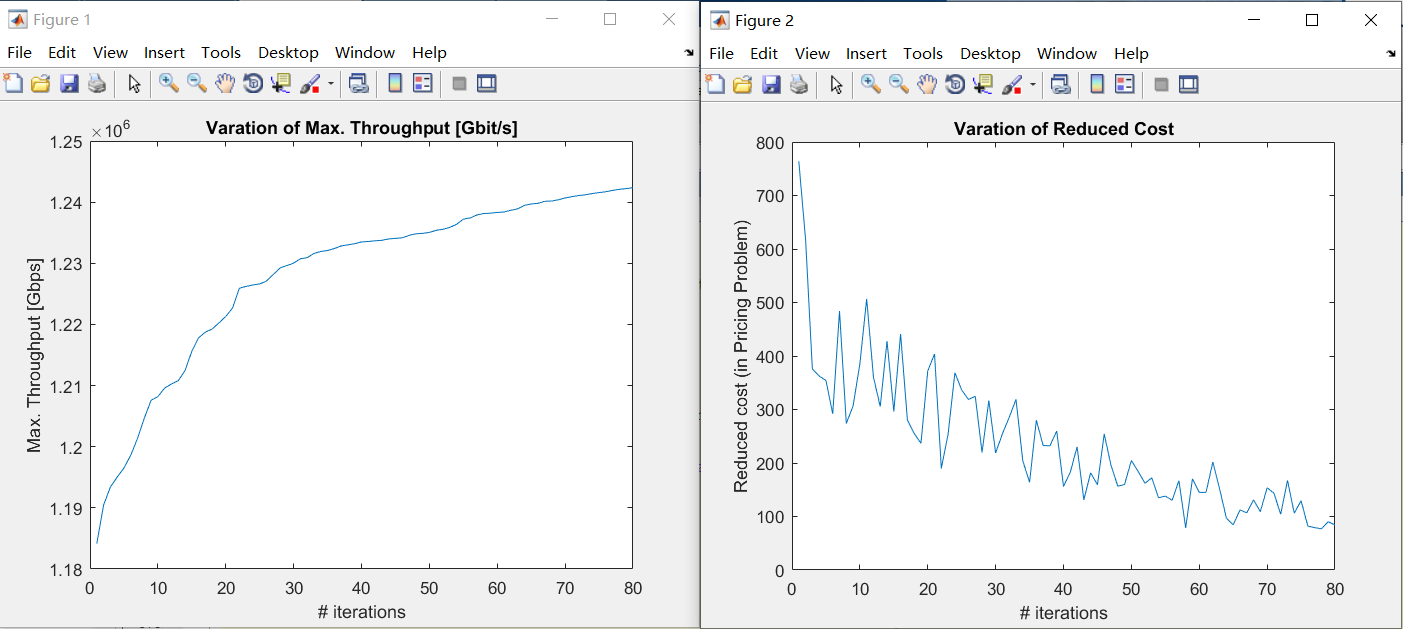 Figure 1
File Edit View Insert Tools Desktop Window Help
Varation of Max. Throughput [Gbit/s]
×10^6
1.25
1.24
1.23
1.22
1.21
1.2
1.19
1.18
Max. Throughput [Gbps]
0 10 20 30 40 50 60 70 80
# iterations
Figure 2
File Edit View Insert Tools Desktop Window Help
Varation of Reduced Cost
800
700
600
500
400
300
200
100
0
Reduced cost (in Pricing Problem)
0 10 20 30 40 50 60 70 80
# iterations